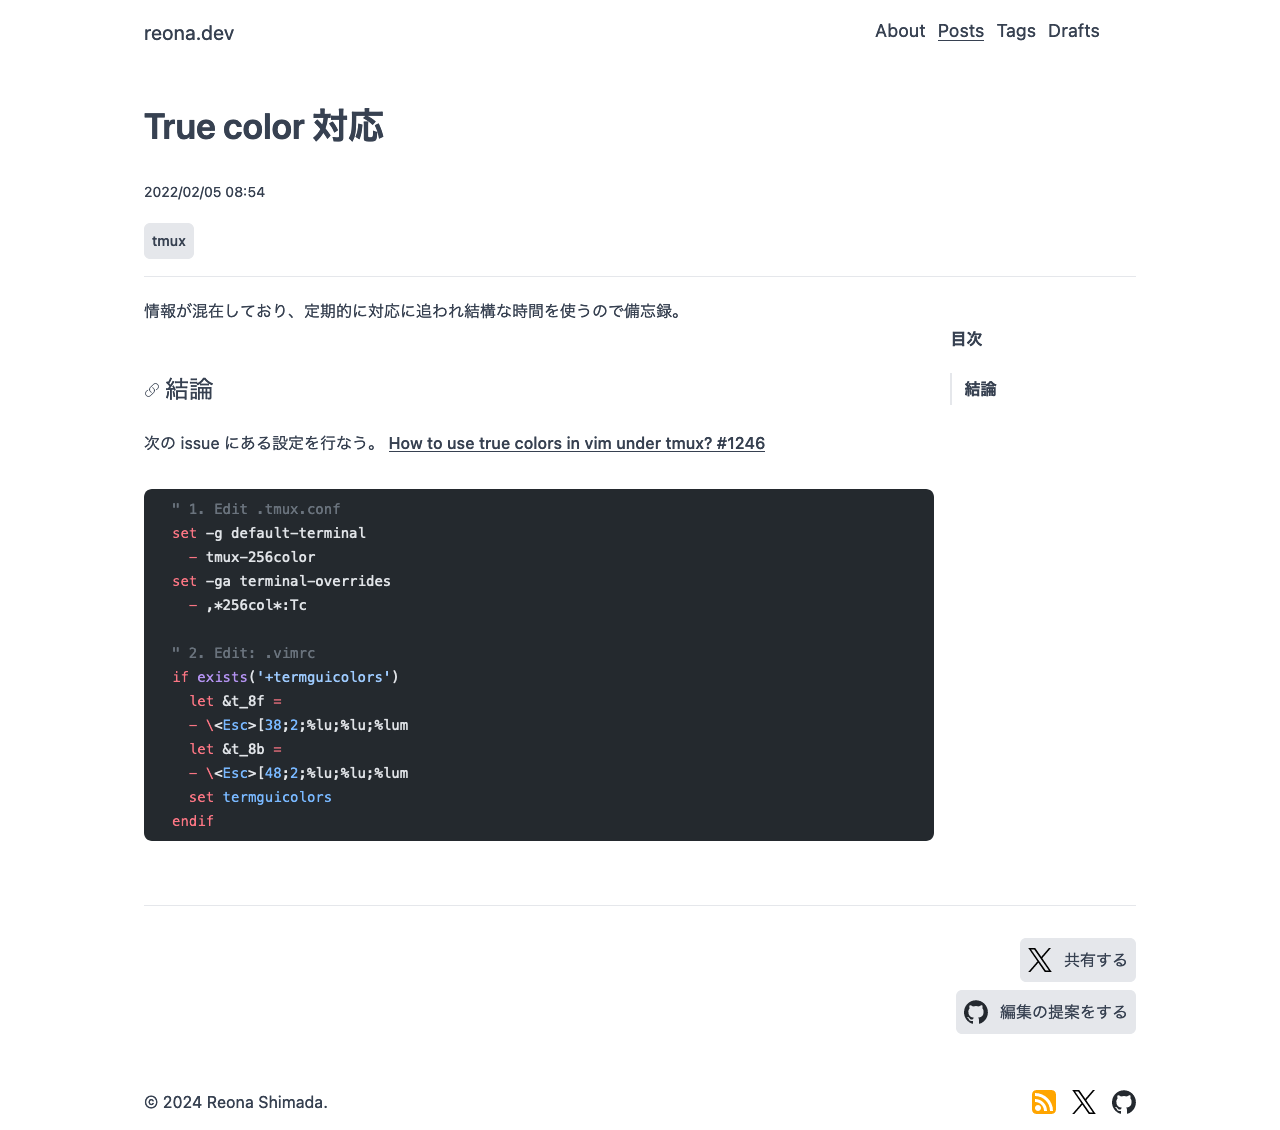 reona.dev
About Posts Tags Drafts
True color 対応
2022/02/05 08:54
tmux
情報が混在しており、定期的に対応に追われ結構な時間を使うので備忘録。
目次
結論
結論
次の issue にある設定を行なう。 How to use true colors in vim under tmux? #1246
" 1. Edit .tmux.conf
set -g default-terminal
  - tmux-256color
set -ga terminal-overrides
  - ,*256col*:Tc
" 2. Edit: .vimrc
if exists('+termguicolors')
  let &t_8f =
  - \<Esc>[38;2;%lu;%lu;%lum
  let &t_8b =
  - \<Esc>[48;2;%lu;%lu;%lum
  set termguicolors
endif
共有する
編集の提案をする
© 2024 Reona Shimada.